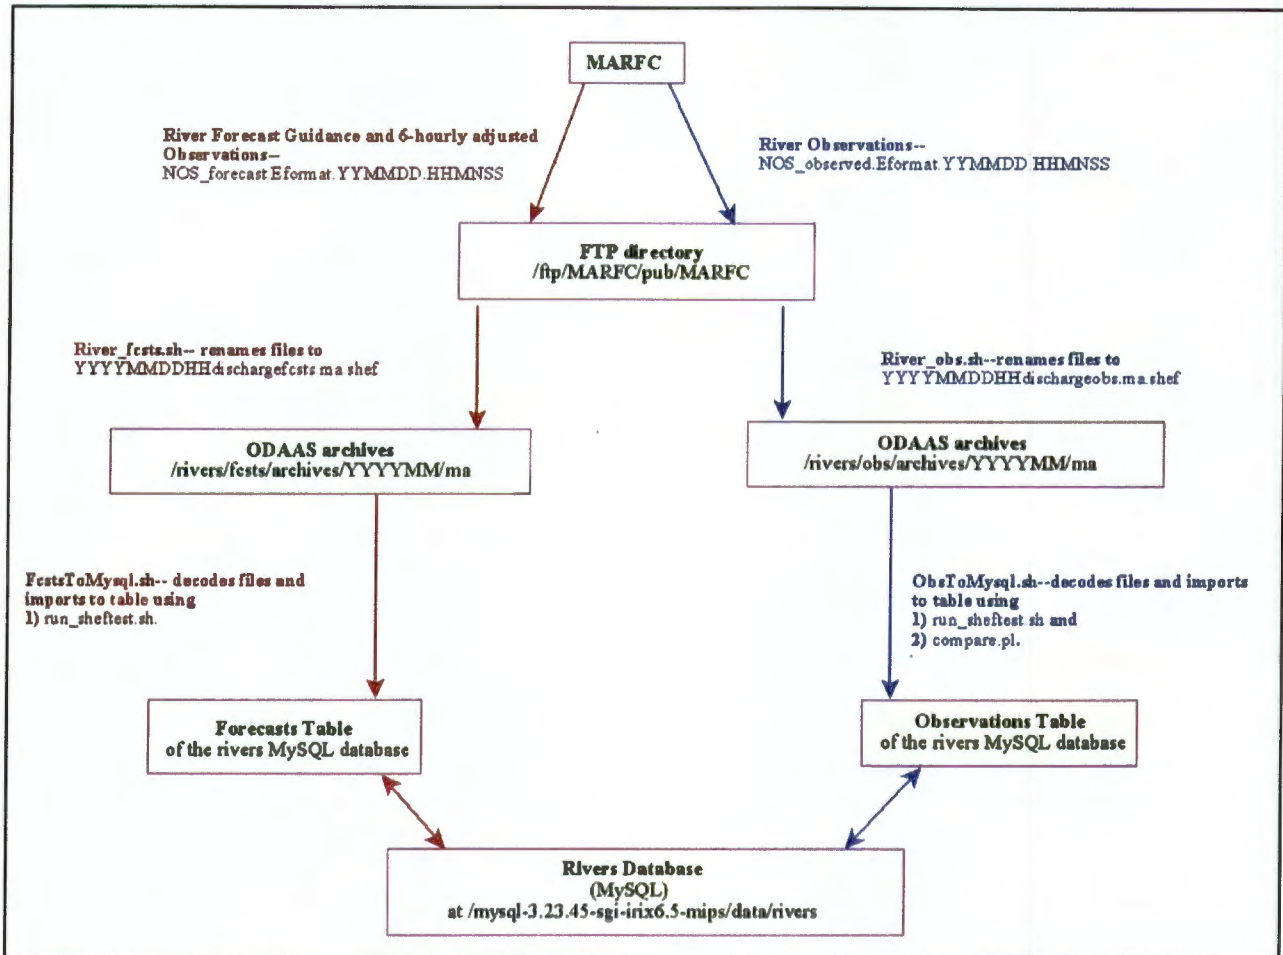 MARFC
River Forecast Guidance and 6-hourly adjusted
Observations--
NOS_forecast.Eformat.YYMMDD.HHMNSS
River Observations--
NOS_observed.Eformat.YYMMDD.HHMNSS
FTP directory
/ftp/MARFC/pub/MARFC
River_fcsts.sh-- renames files to
YYYYMMDDHHdischargefcsts.ma.shef
River_obs.sh--renames files to
YYYYMMDDHHdischargeobs.ma.shef
ODAAS archives
/rivers/fcsts/archives/YYYYMM/ma
ODAAS archives
/rivers/obs/archives/YYYYMM/ma
FcstsToMysql.sh-- decodes files and
imports to table using
1) run_sheftest.sh.
ObsToMysql.sh--decodes files and imports
to table using
1) run_sheftest.sh and
2) compare.pl.
Forecasts Table
of the rivers MySQL database
Observations Table
of the rivers MySQL database
Rivers Database
(MySQL)
at /mysql-3.23.45-sgi-irix6.5-mips/data/rivers